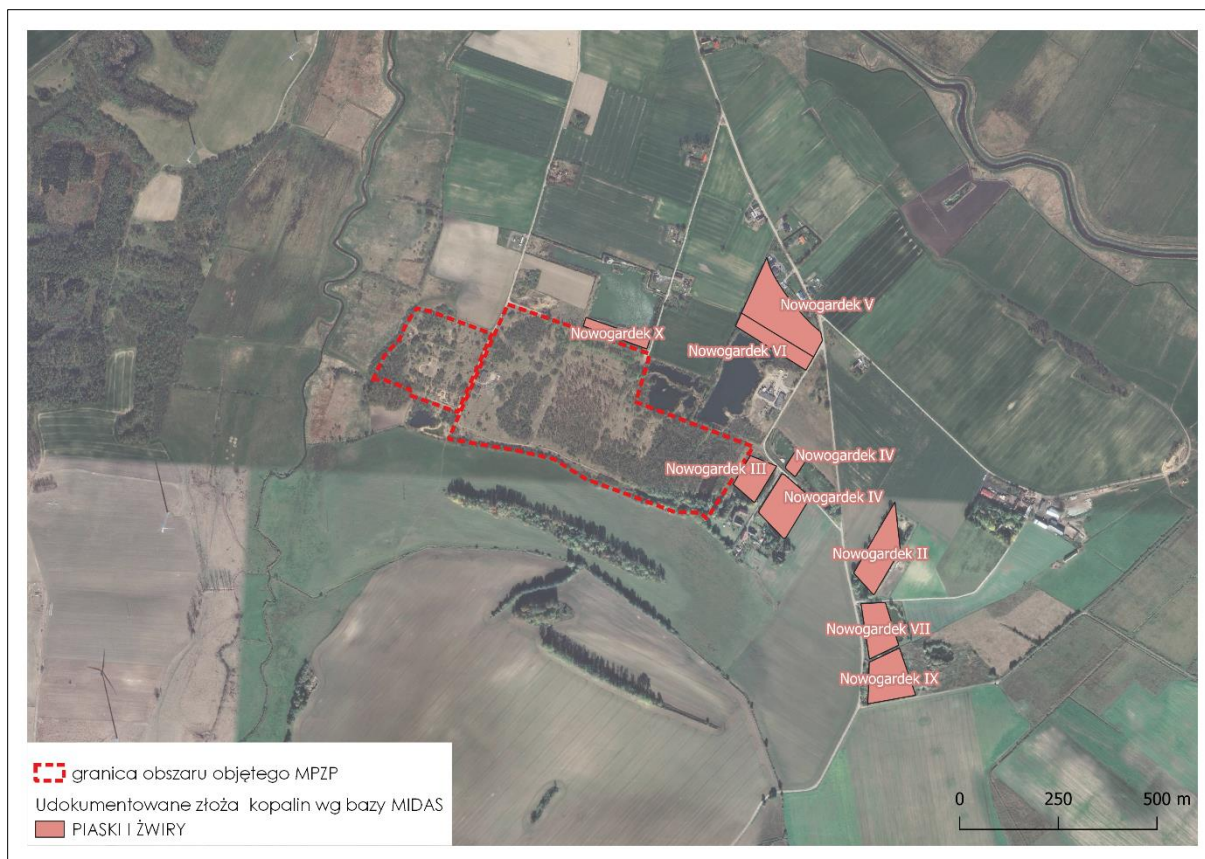 Nowogardek V
Nowogardek X
Nowogardek VI
Nowogardek IV
Nowogardek III
Nowogardek IV
Nowogardek II
Nowogardek VII
Nowogardek IX
granica obszaru objętego MPZP
Udokumentowane złoża kopalin wg bazy MIDAS
PIASKI I ŻWIRY
0 250 500 m